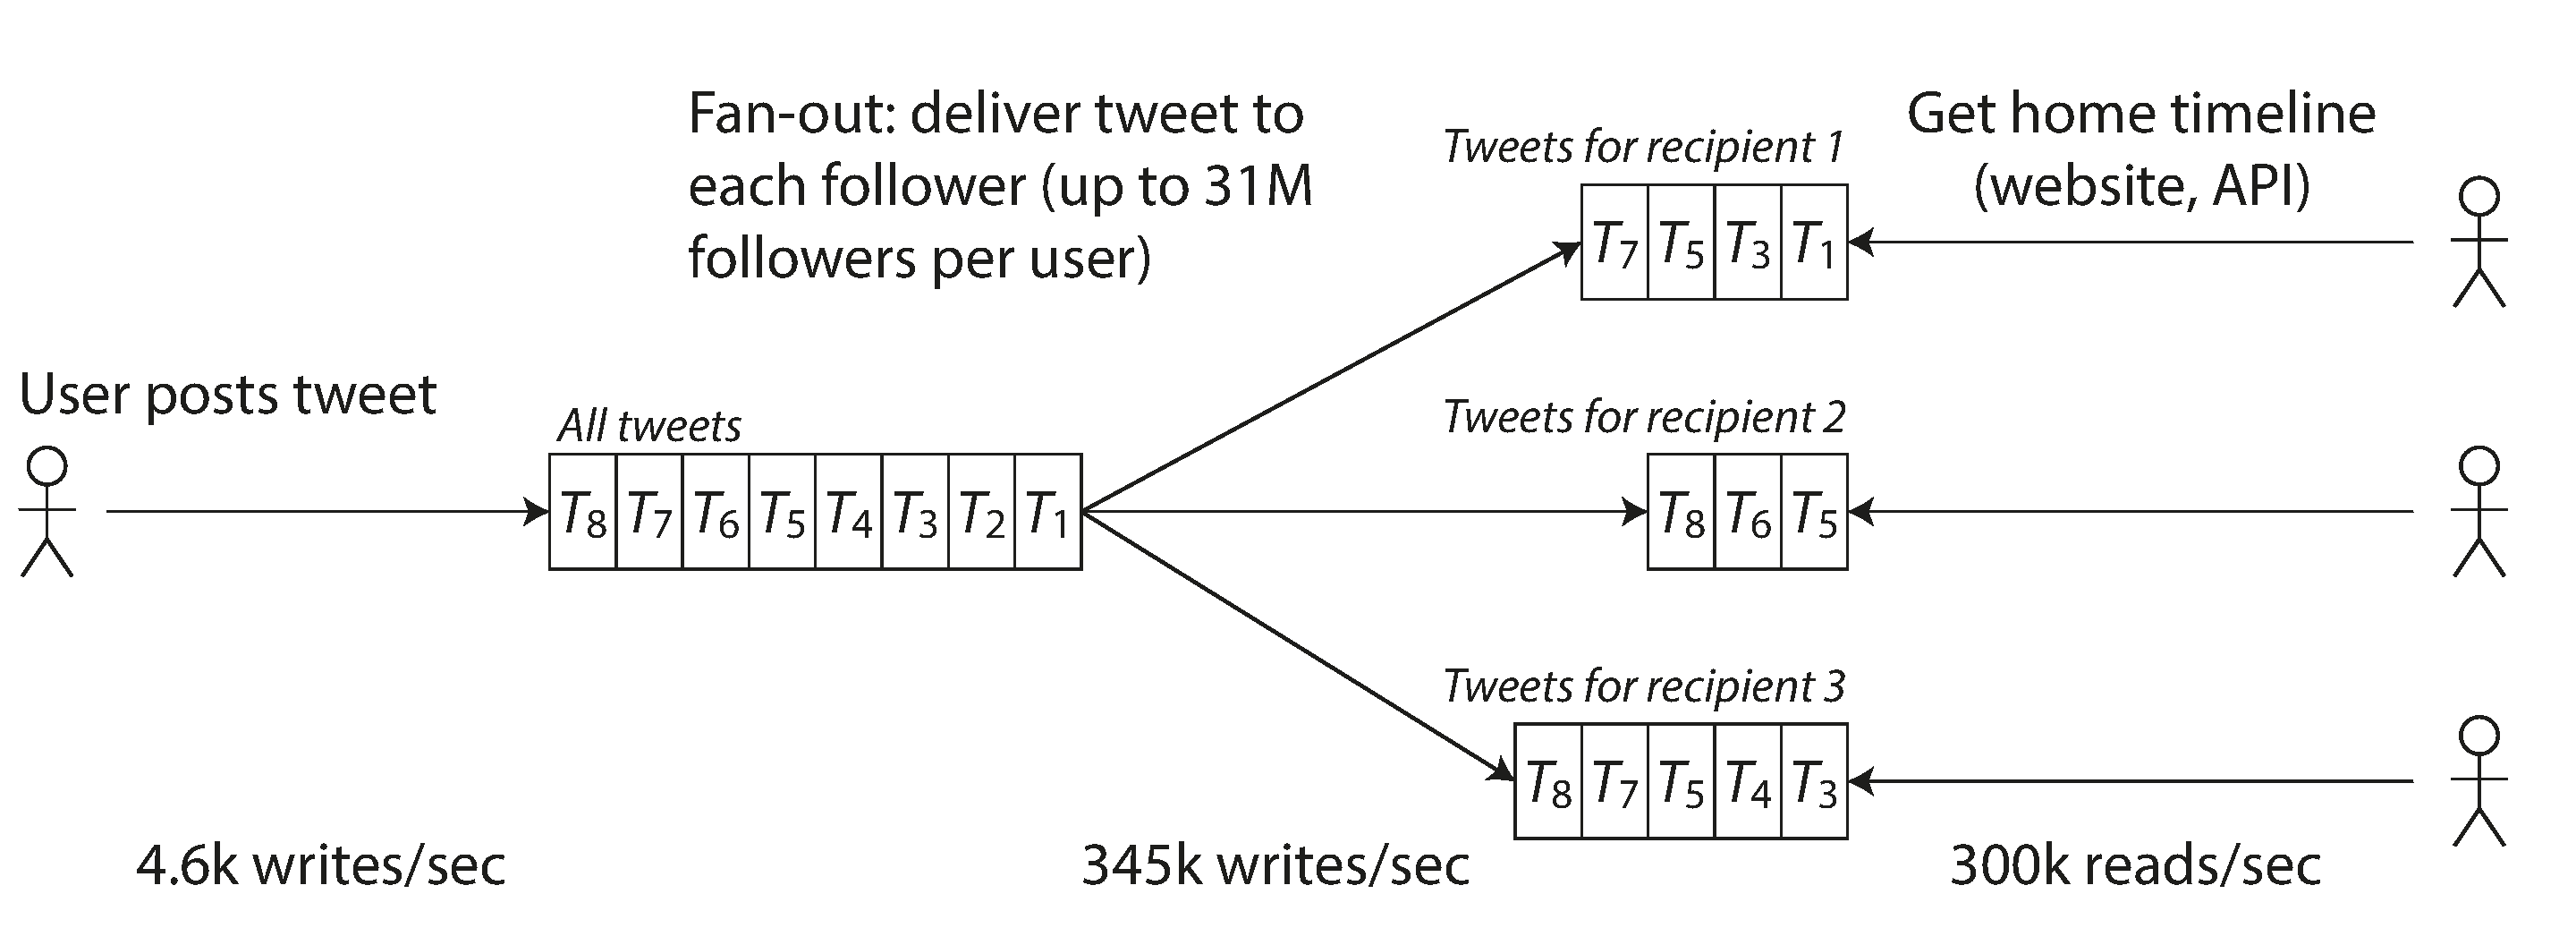 Fan-out: deliver tweet to
each follower (up to 31M
followers per user)
Tweets for recipient 1
T₇ T₅ T₃ T₁
Get home timeline
(website, API)
User posts tweet
All tweets
T₈ T₇ T₆ T₅ T₄ T₃ T₂ T₁
Tweets for recipient 2
T₈ T₆ T₅
Tweets for recipient 3
T₈ T₇ T₅ T₄ T₃
4.6k writes/sec
345k writes/sec
300k reads/sec